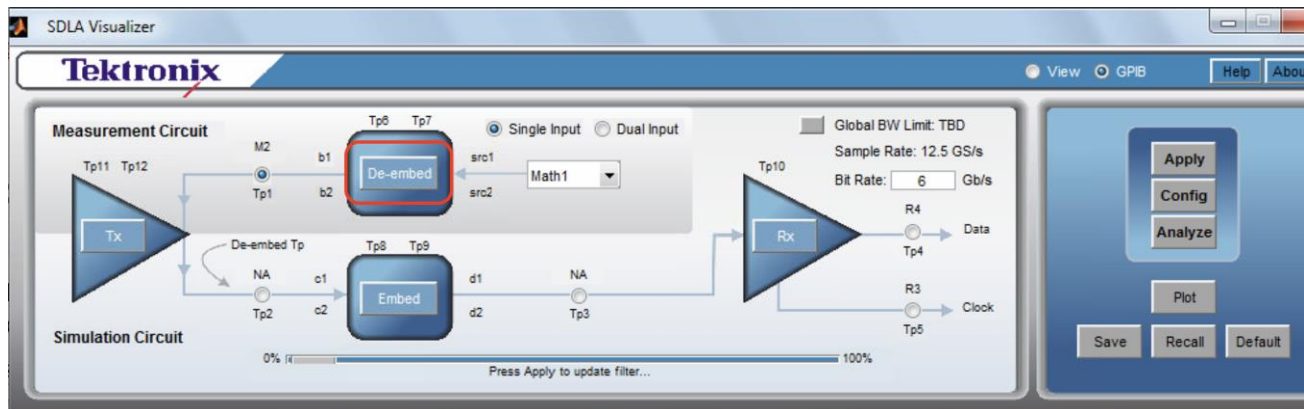 SDLA Visualizer
Tektronix
View GPIB Help Abou
Measurement Circuit
Tp6 Tp7
Single Input Dual Input
Global BW Limit: TBD
Tp11 Tp12
M2
b1
De-embed
src1
Math1
Tp10
Sample Rate: 12.5 GS/s
Tp1
b2
src2
Bit Rate: 6 Gb/s
Tx
Rx
R4
Data
Tp4
De-embed Tp
Tp8 Tp9
NA
c1
Embed
d1
NA
R3
Clock
Tp2
c2
d2
Tp3
Tp5
Simulation Circuit
0% 100%
Press Apply to update filter...
Apply
Config
Analyze
Plot
Save Recall Default